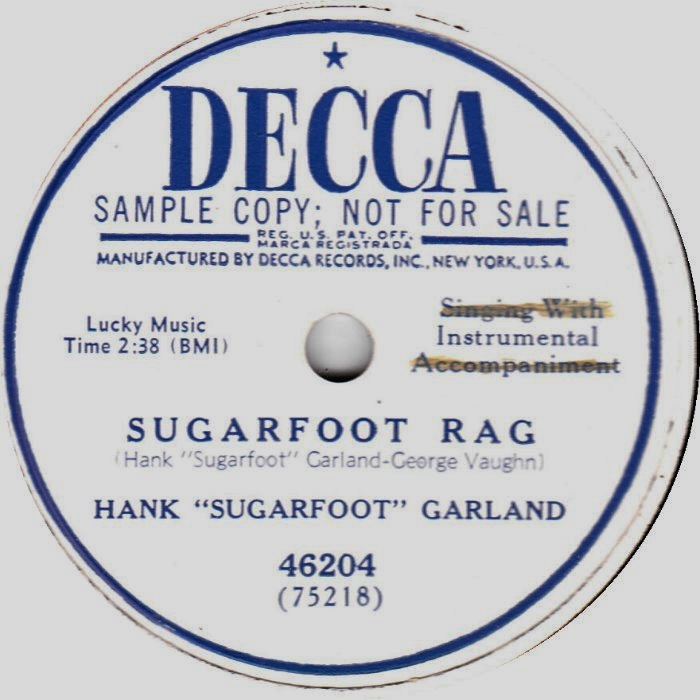 DECCA
SAMPLE COPY; NOT FOR SALE
REG. U.S. PAT. OFF.
MARCA REGISTRADA
MANUFACTURED BY DECCA RECORDS, INC., NEW YORK, U.S.A.
Lucky Music
Time 2:38 (BMI)
Singing With
Instrumental
Accompaniment
SUGARFOOT RAG
(Hank "Sugarfoot" Garland-George Vaughn)
HANK "SUGARFOOT" GARLAND
46204
(75218)